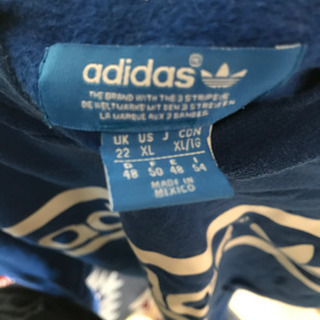 adidas
THE BRAND WITH THE 3 STRIPES
DIE WELTMARKE MIT DEN 3 STREIFEN
LA MARQUE AUX 3 BANDES
UK US J CDN
22 XL XL/TG
D F E I
48 50 48 54
MADE IN
MEXICO